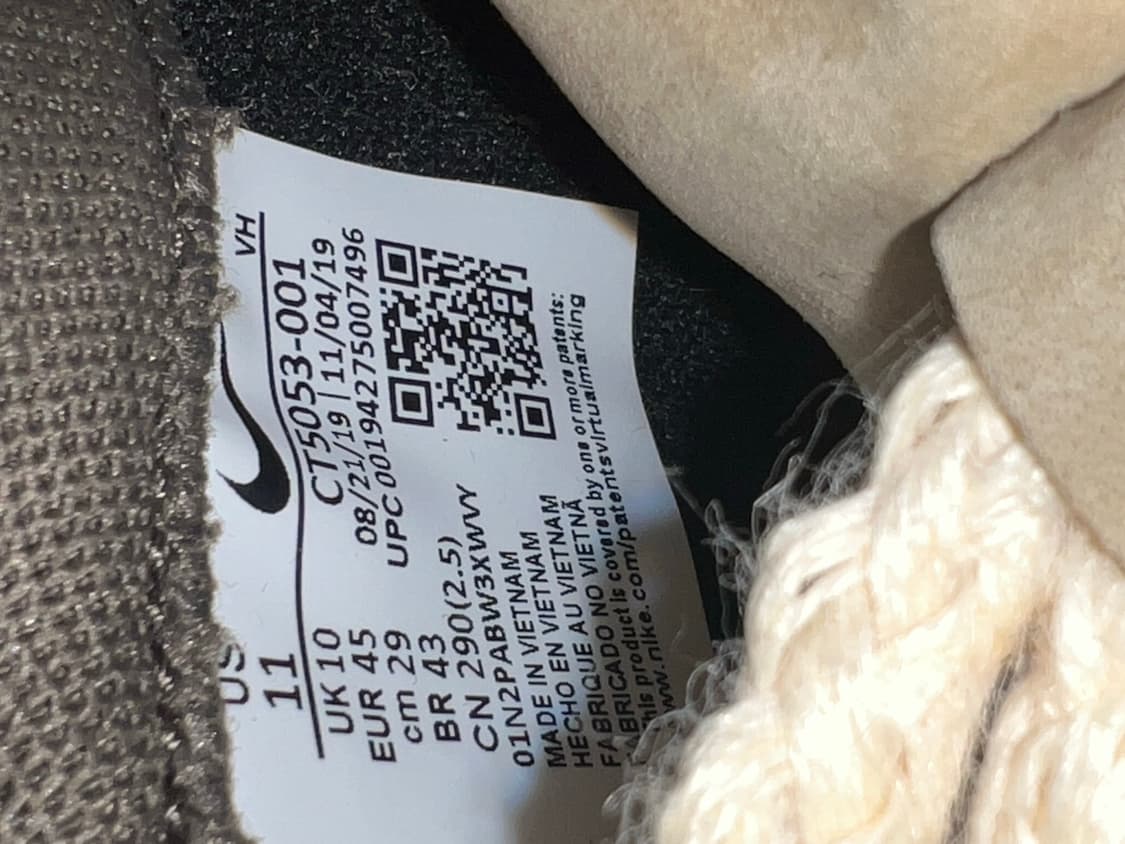 US
11
VH
UK 10
EUR 45
cm 29
BR 43
CN 290(2.5)
CT5053-001
08/21/19 | 11/04/19
UPC 00194275007496
01N2PABW3XWVY
MADE IN VIETNAM
HECHO EN VIETNAM
FABRIQUE AU VIETNAM
FABRICADO NO VIETNÃ
This product is covered by one or more patents:
www.nike.com/patentsvirtualmarking